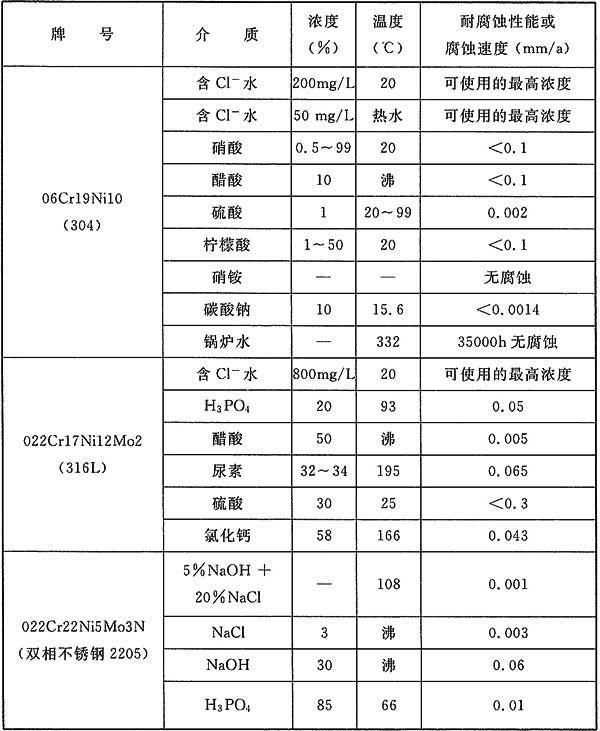 牌 号 介 质 浓度 (%) 温度 (℃) 耐腐蚀性能或 腐蚀速度(mm/a)
06Cr19Ni10 (304)
含 Cl⁻ 水 200mg/L 20 可使用的最高浓度
含 Cl⁻ 水 50 mg/L 热水 可使用的最高浓度
硝酸 0.5~99 20 <0.1
醋酸 10 沸 <0.1
硫酸 1 20~99 0.002
柠檬酸 1~50 20 <0.1
硝铵 — — 无腐蚀
碳酸钠 10 15.6 <0.0014
锅炉水 — 332 35000h 无腐蚀
022Cr17Ni12Mo2 (316L)
含 Cl⁻ 水 800mg/L 20 可使用的最高浓度
H₃PO₄ 20 93 0.05
醋酸 50 沸 0.005
尿素 32~34 195 0.065
硫酸 30 25 <0.3
氯化钙 58 166 0.043
022Cr22Ni5Mo3N (双相不锈钢 2205)
5%NaOH + 20%NaCl — 108 0.001
NaCl 3 沸 0.003
NaOH 30 沸 0.06
H₃PO₄ 85 66 0.01